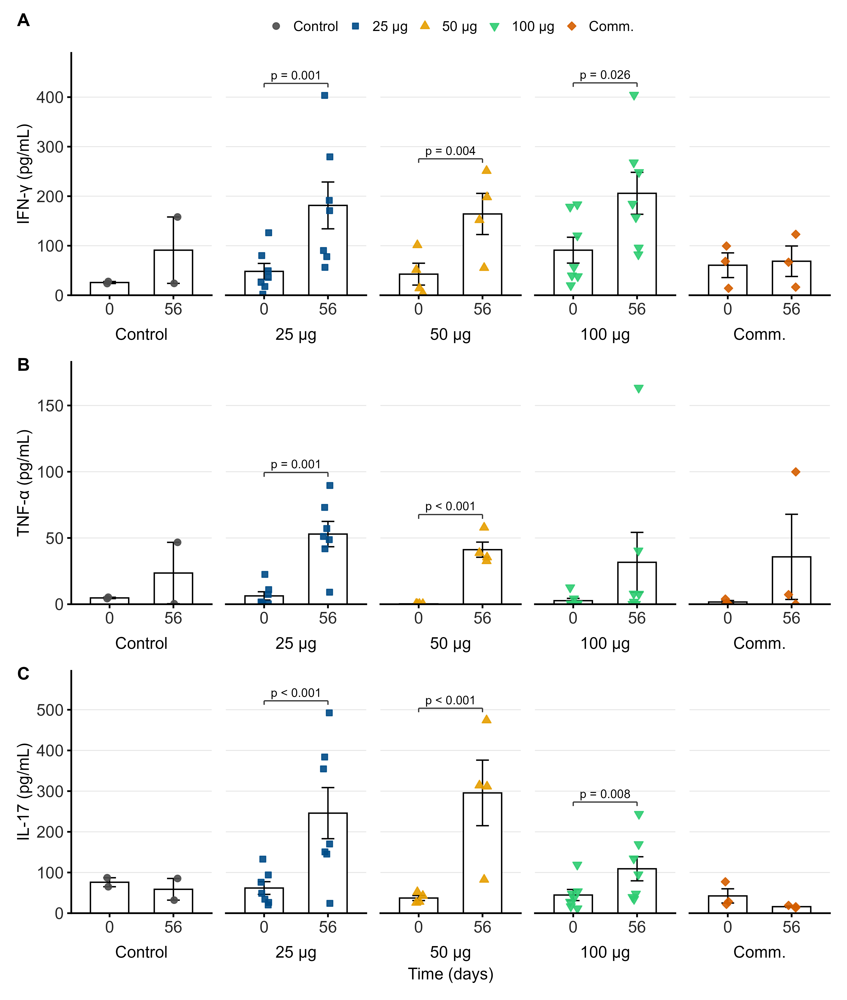 A
Control 25 µg 50 µg 100 µg Comm.
IFN-γ (pg/mL)
400
300
200
100
0
p = 0.001
p = 0.004
p = 0.026
0 56 0 56 0 56 0 56 0 56
Control 25 µg 50 µg 100 µg Comm.
B
TNF-α (pg/mL)
150
100
50
0
p = 0.001
p < 0.001
0 56 0 56 0 56 0 56 0 56
Control 25 µg 50 µg 100 µg Comm.
C
IL-17 (pg/mL)
500
400
300
200
100
0
p < 0.001
p < 0.001
p = 0.008
0 56 0 56 0 56 0 56 0 56
Control 25 µg 50 µg 100 µg Comm.
Time (days)